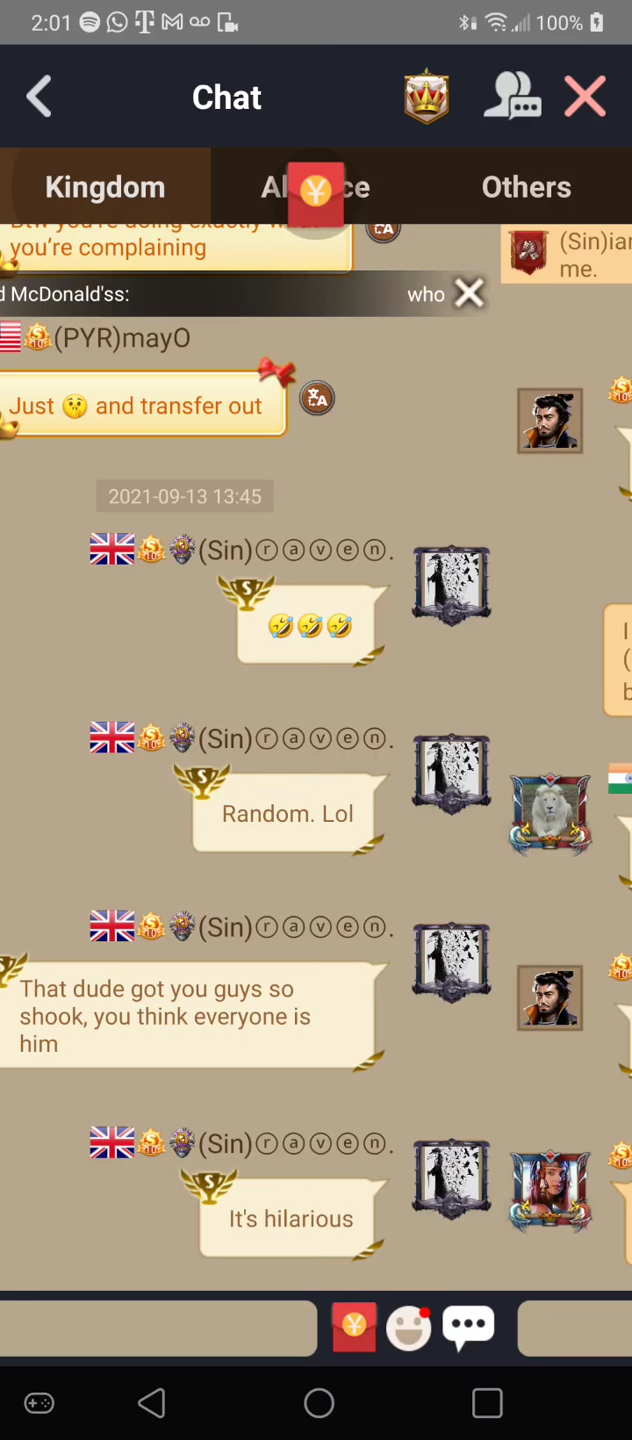 2:01
100%
Chat
Kingdom
Others
you're complaining
(Sin)iar
me.
d McDonald'ss:
who
(PYR)mayO
Just 🤫 and transfer out
2021-09-13 13:45
(Sin)ⓡⓐⓥⓔⓝ.
🤣🤣🤣
(Sin)ⓡⓐⓥⓔⓝ.
Random. Lol
(Sin)ⓡⓐⓥⓔⓝ.
That dude got you guys so
shook, you think everyone is
him
(Sin)ⓡⓐⓥⓔⓝ.
It's hilarious